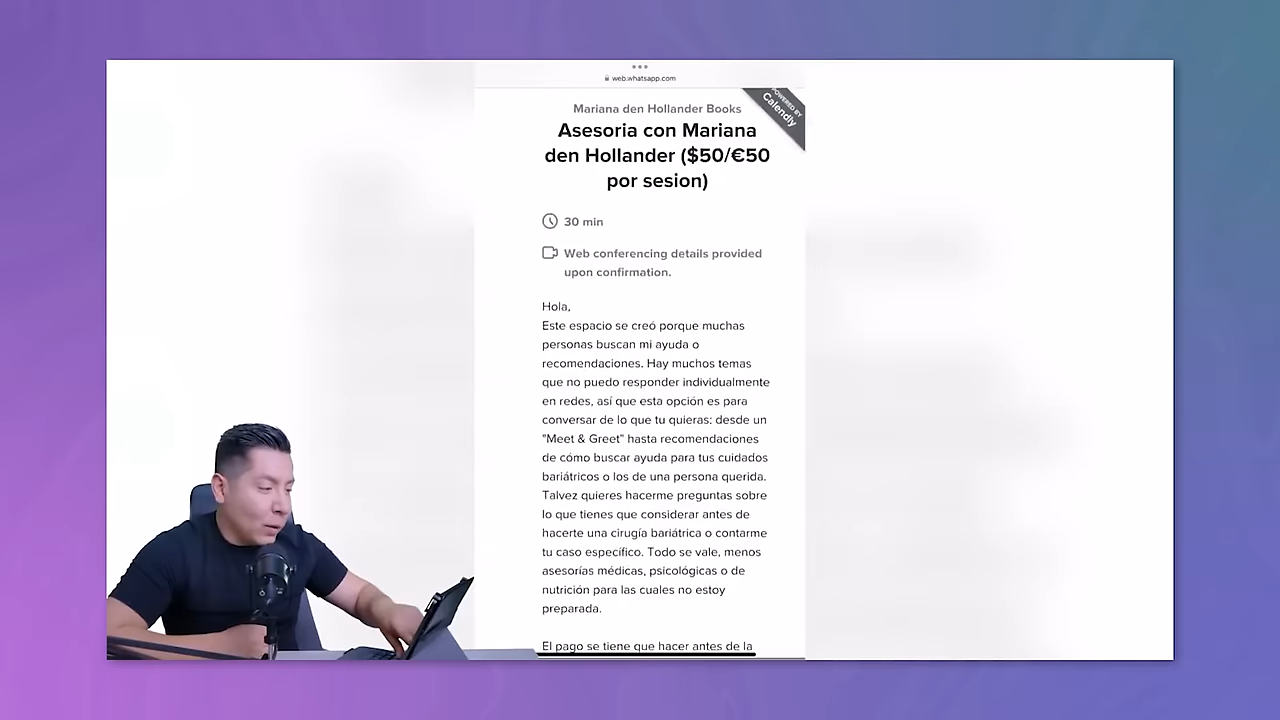 web.whatsapp.com
POWERED BY
Calendly
Mariana den Hollander Books
Asesoria con Mariana
den Hollander ($50/€50
por sesion)
30 min
Web conferencing details provided
upon confirmation.
Hola,
Este espacio se creó porque muchas
personas buscan mi ayuda o
recomendaciones. Hay muchos temas
que no puedo responder individualmente
en redes, así que esta opción es para
conversar de lo que tu quieras: desde un
"Meet & Greet" hasta recomendaciones
de cómo buscar ayuda para tus cuidados
bariátricos o los de una persona querida.
Talvez quieres hacerme preguntas sobre
lo que tienes que considerar antes de
hacerte una cirugía bariátrica o contarme
tu caso específico. Todo se vale, menos
asesorías médicas, psicológicas o de
nutrición para las cuales no estoy
preparada.
El pago se tiene que hacer antes de la